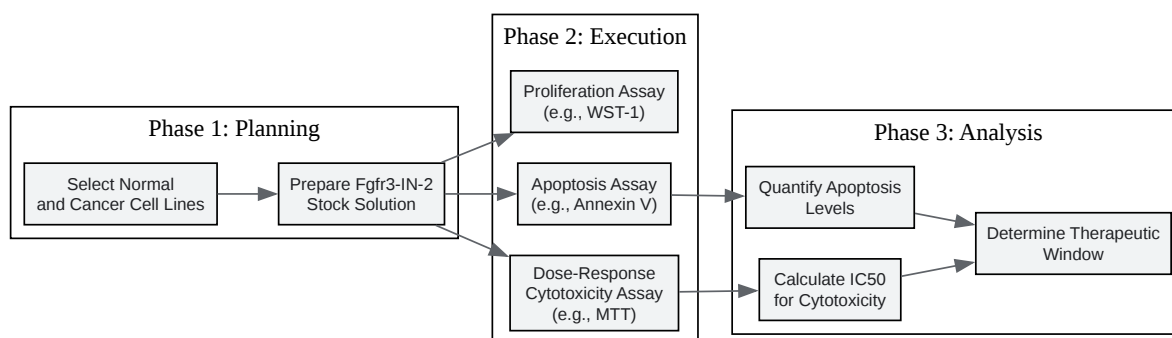 Phase 1: Planning
Select Normal
and Cancer Cell Lines
Prepare Fgfr3-IN-2
Stock Solution
Phase 2: Execution
Proliferation Assay
(e.g., WST-1)
Apoptosis Assay
(e.g., Annexin V)
Dose-Response
Cytotoxicity Assay
(e.g., MTT)
Phase 3: Analysis
Quantify Apoptosis
Levels
Calculate IC50
for Cytotoxicity
Determine Therapeutic
Window